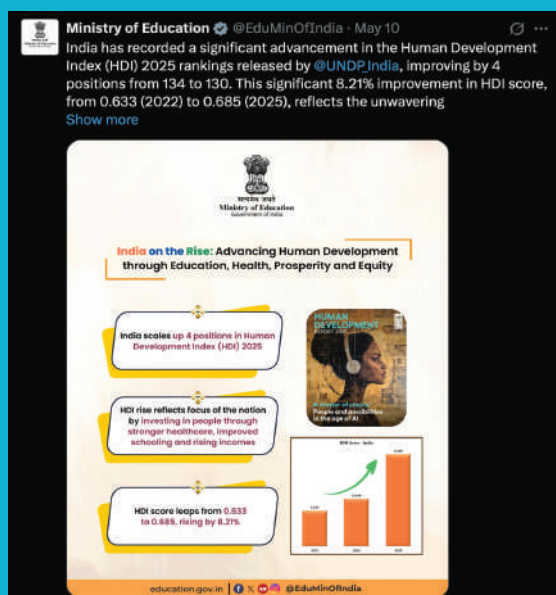 Ministry of Education @EduMinOfIndia · May 10
India has recorded a significant advancement in the Human Development
Index (HDI) 2025 rankings released by @UNDP_India, improving by 4
positions from 134 to 130. This significant 8.21% improvement in HDI score,
from 0.633 (2022) to 0.685 (2025), reflects the unwavering
Show more
सत्यमेव जयते
Ministry of Education
Government of India
India on the Rise: Advancing Human Development
through Education, Health, Prosperity and Equity
India scales up 4 positions in Human
Development Index (HDI) 2025
HUMAN
DEVELOPMENT
A matter of choice:
People and possibilities
in the age of AI
HDI rise reflects focus of the nation
by investing in people through
stronger healthcare, improved
schooling and rising incomes
HDI score leaps from 0.633
to 0.685, rising by 8.21%
education.gov.in | @EduMinOfIndia